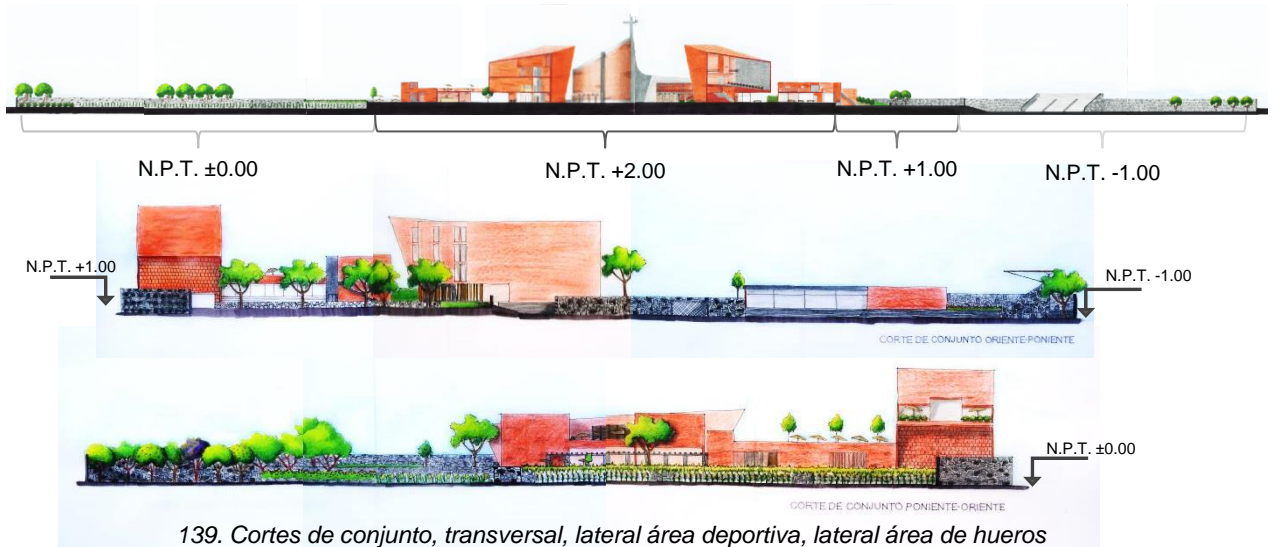 N.P.T. ±0.00
N.P.T. +2.00
N.P.T. +1.00
N.P.T. -1.00
N.P.T. +1.00
N.P.T. -1.00
CORTE DE CONJUNTO ORIENTE-PONIENTE
N.P.T. ±0.00
CORTE DE CONJUNTO PONIENTE-ORIENTE
139. Cortes de conjunto, transversal, lateral área deportiva, lateral área de hueros